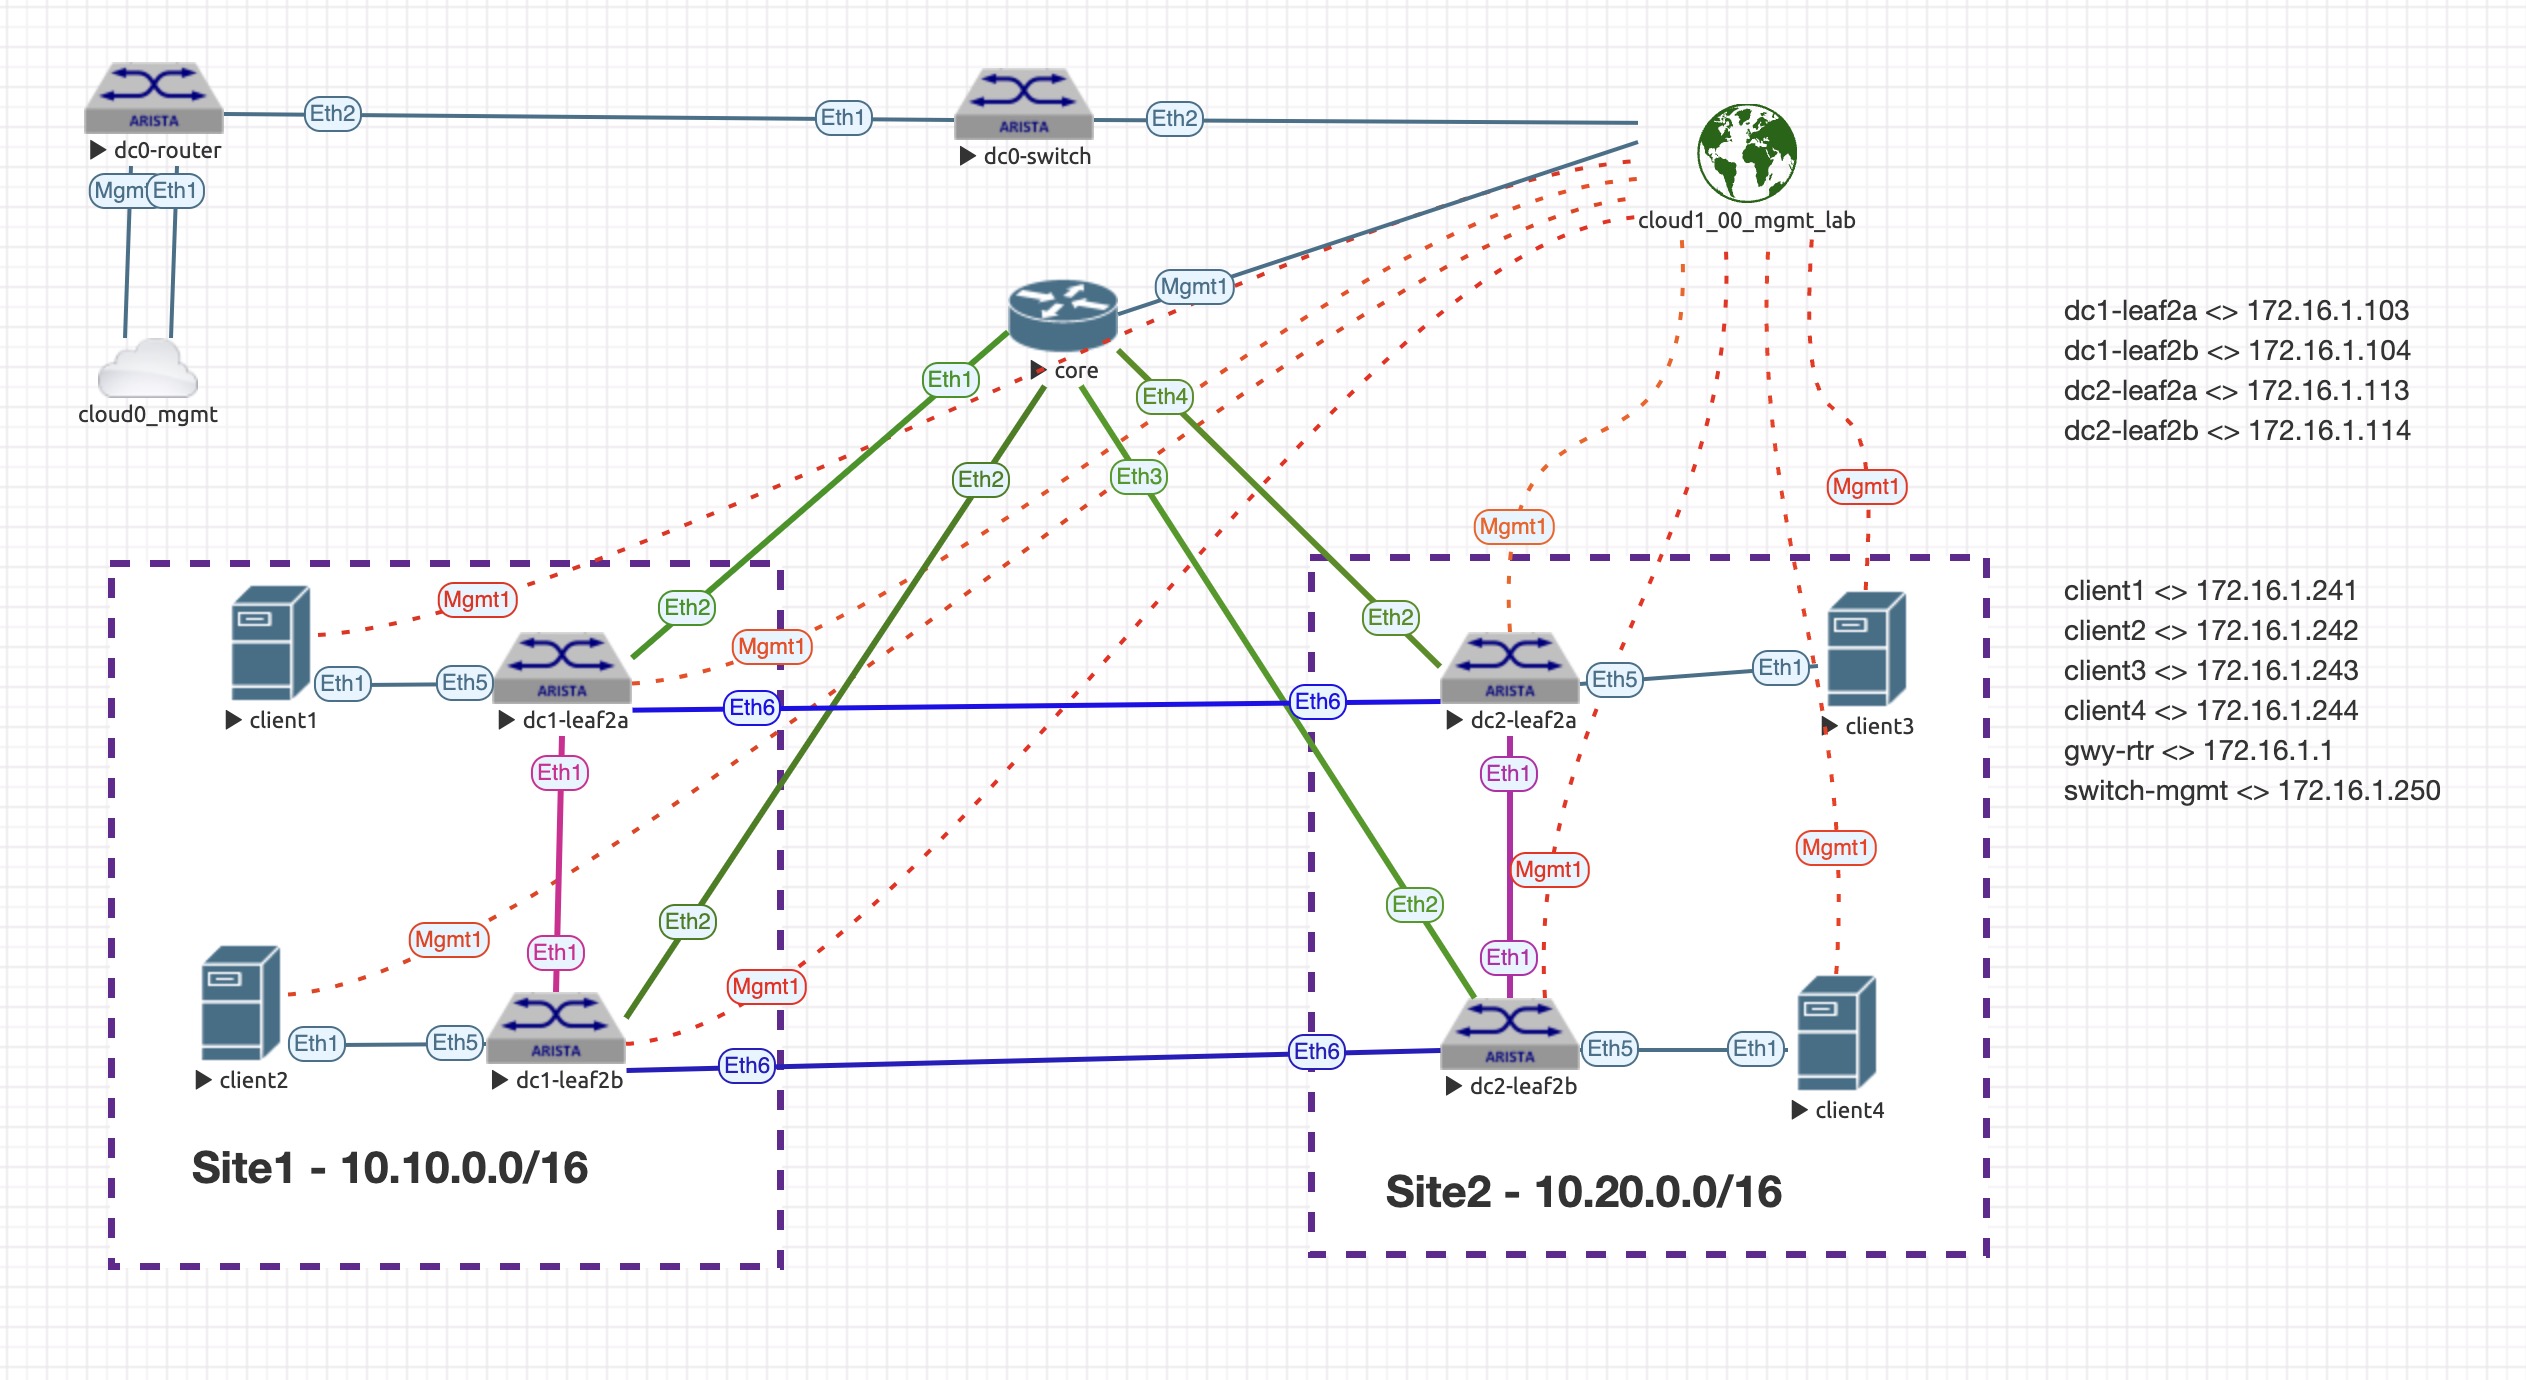 Eth2
Eth1
Eth2
ARISTA
dc0-router
ARISTA
dc0-switch
Eth1
cloud0_mgmt
cloud1_00_mgmt_lab
Mgmt1
core
Eth1
Eth4
Eth2
Eth3
Mgmt1
Mgmt1
dc1-leaf2a <> 172.16.1.103
dc1-leaf2b <> 172.16.1.104
dc2-leaf2a <> 172.16.1.113
dc2-leaf2b <> 172.16.1.114
client1 <> 172.16.1.241
client2 <> 172.16.1.242
client3 <> 172.16.1.243
client4 <> 172.16.1.244
gwy-rtr <> 172.16.1.1
switch-mgmt <> 172.16.1.250
Mgmt1
Eth2
Mgmt1
Eth1
Eth5
ARISTA
client1
dc1-leaf2a
Eth6
Eth1
Eth1
Eth2
Mgmt1
Mgmt1
Eth1
Eth5
ARISTA
client2
dc1-leaf2b
Eth6
Site1 - 10.10.0.0/16
Eth2
Eth6
ARISTA
Eth5
Eth1
dc2-leaf2a
client3
Eth1
Mgmt1
Mgmt1
Eth2
Eth1
Eth6
ARISTA
Eth5
Eth1
dc2-leaf2b
client4
Site2 - 10.20.0.0/16